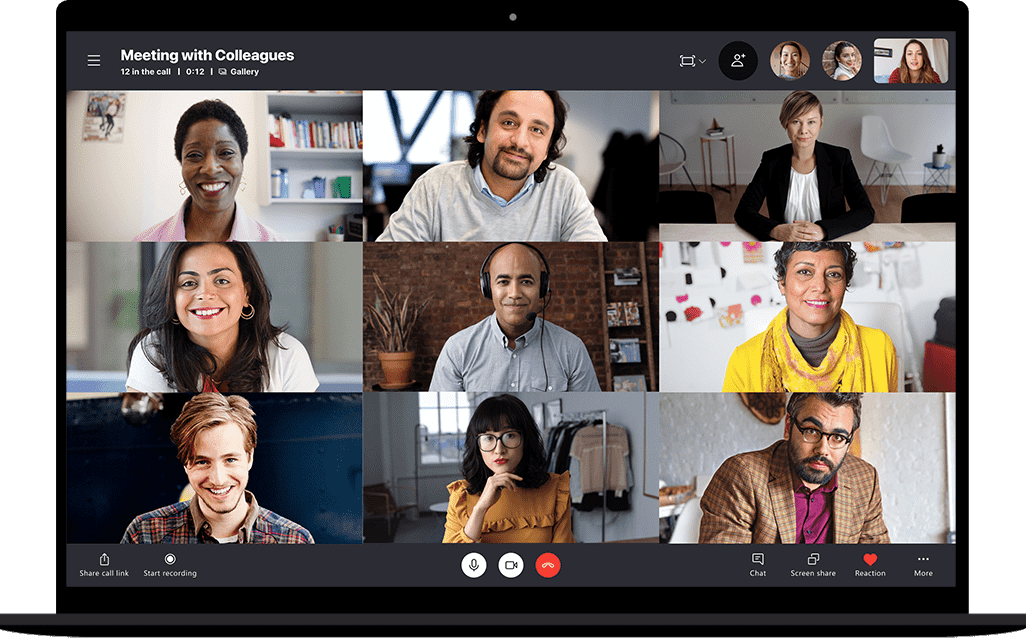 Meeting with Colleagues
12 in the call | 0:12 | Gallery
Share call link
Start recording
Chat
Screen share
Reaction
More